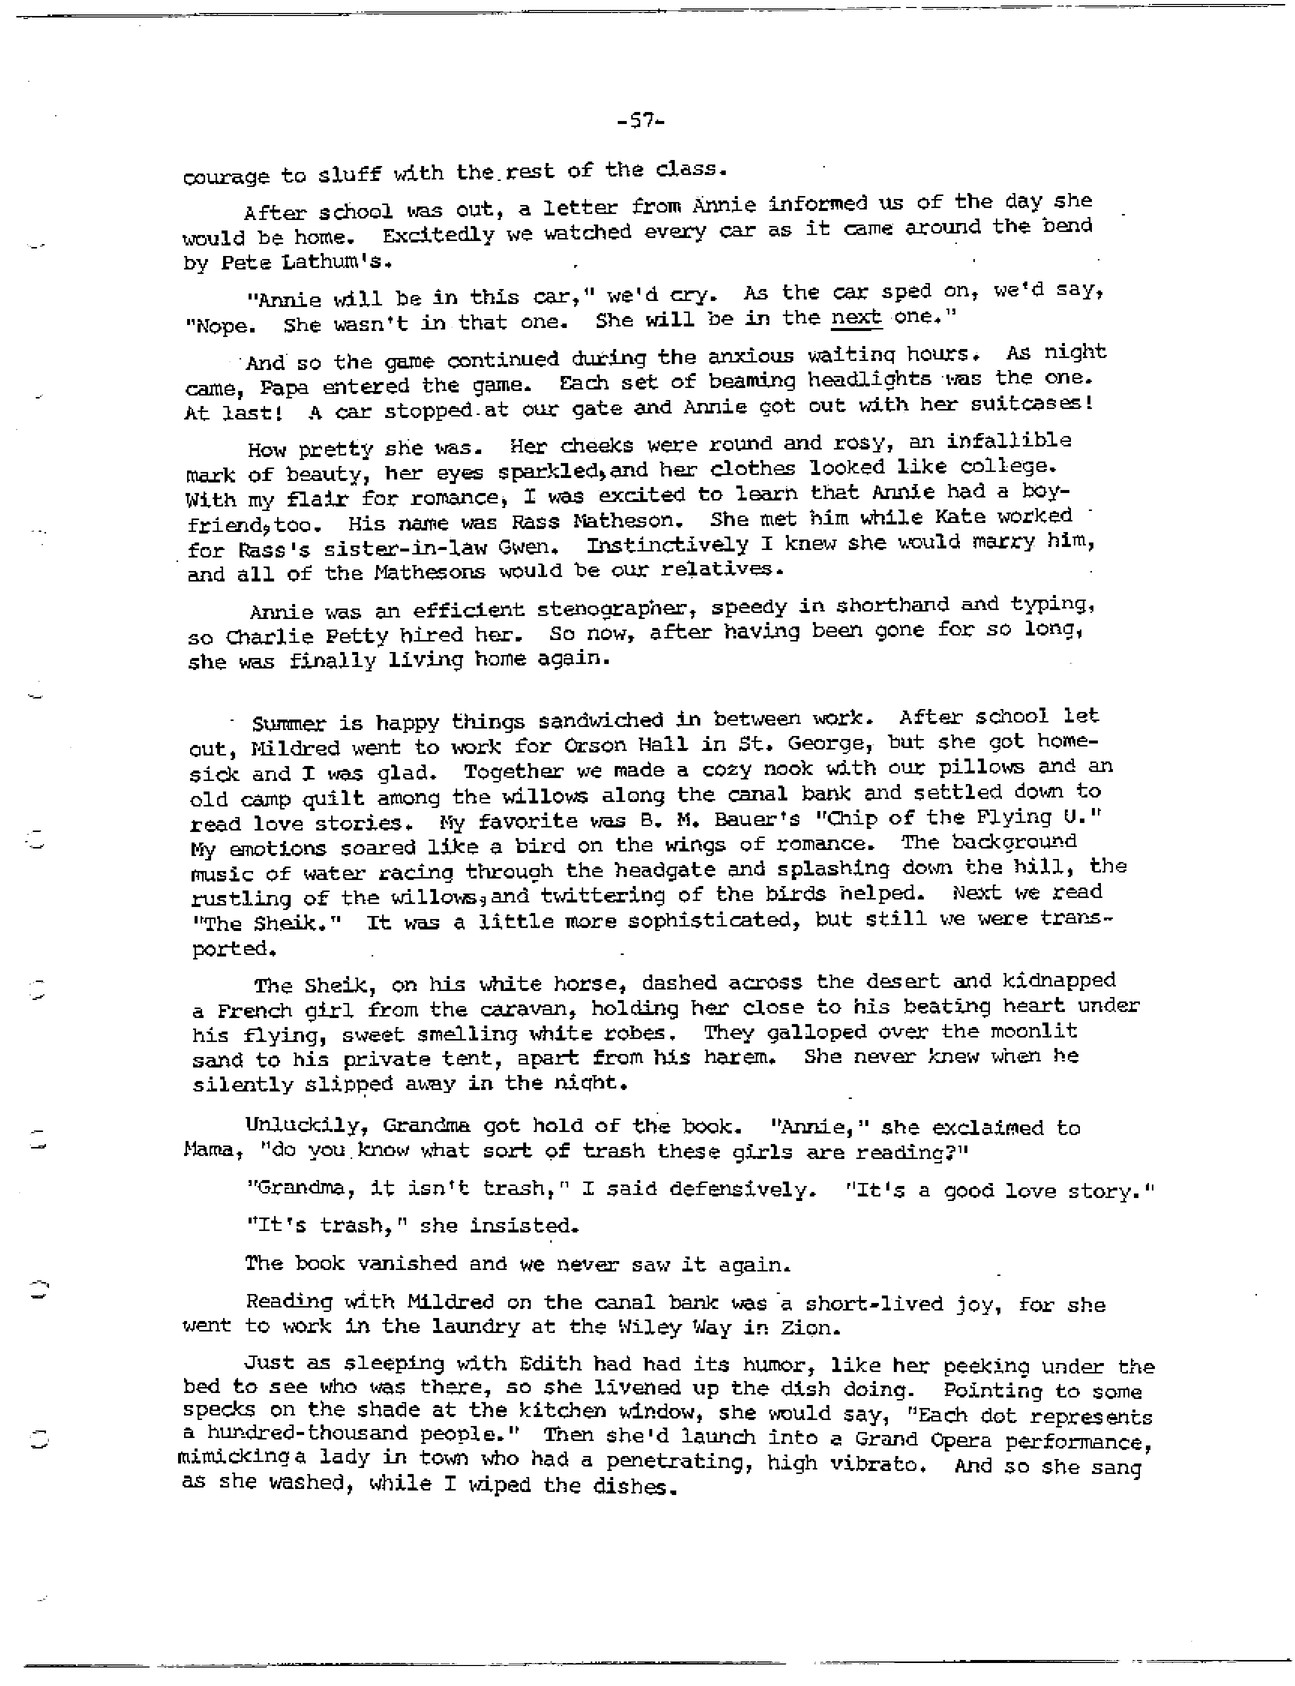 -57-
courage to sluff with the rest of the class.
After school was out, a letter from Annie informed us of the day she
would be home. Excitedly we watched every car as it came around the bend
by Pete Lathum's.
"Annie will be in this car," we'd cry. As the car sped on, we'd say,
"Nope. She wasn't in that one. She will be in the next one."
And so the game continued during the anxious waiting hours. As night
came, Papa entered the game. Each set of beaming headlights was the one.
At last! A car stopped at our gate and Annie got out with her suitcases!
How pretty she was. Her cheeks were round and rosy, an infallible
mark of beauty, her eyes sparkled, and her clothes looked like college.
With my flair for romance, I was excited to learn that Annie had a boy-
friend, too. His name was Rass Matheson. She met him while Kate worked
for Rass's sister-in-law Gwen. Instinctively I knew she would marry him,
and all of the Mathesons would be our relatives.
Annie was an efficient stenographer, speedy in shorthand and typing,
so Charlie Petty hired her. So now, after having been gone for so long,
she was finally living home again.
Summer is happy things sandwiched in between work. After school let
out, Mildred went to work for Orson Hall in St. George, but she got home-
sick and I was glad. Together we made a cozy nook with our pillows and an
old camp quilt among the willows along the canal bank and settled down to
read love stories. My favorite was B. M. Bauer's "Chip of the Flying U."
My emotions soared like a bird on the wings of romance. The background
music of water racing through the headgate and splashing down the hill, the
rustling of the willows, and twittering of the birds helped. Next we read
"The Sheik." It was a little more sophisticated, but still we were trans-
ported.
The Sheik, on his white horse, dashed across the desert and kidnapped
a French girl from the caravan, holding her close to his beating heart under
his flying, sweet smelling white robes. They galloped over the moonlit
sand to his private tent, apart from his harem. She never knew when he
silently slipped away in the night.
Unluckily, Grandma got hold of the book. "Annie," she exclaimed to
Mama, "do you know what sort of trash these girls are reading?"
"Grandma, it isn't trash," I said defensively. "It's a good love story."
"It's trash," she insisted.
The book vanished and we never saw it again.
Reading with Mildred on the canal bank was a short-lived joy, for she
went to work in the laundry at the Wiley Way in Zion.
Just as sleeping with Edith had had its humor, like her peeking under the
bed to see who was there, so she livened up the dish doing. Pointing to some
specks on the shade at the kitchen window, she would say, "Each dot represents
a hundred-thousand people." Then she'd launch into a Grand Opera performance,
mimicking a lady in town who had a penetrating, high vibrato. And so she sang
as she washed, while I wiped the dishes.